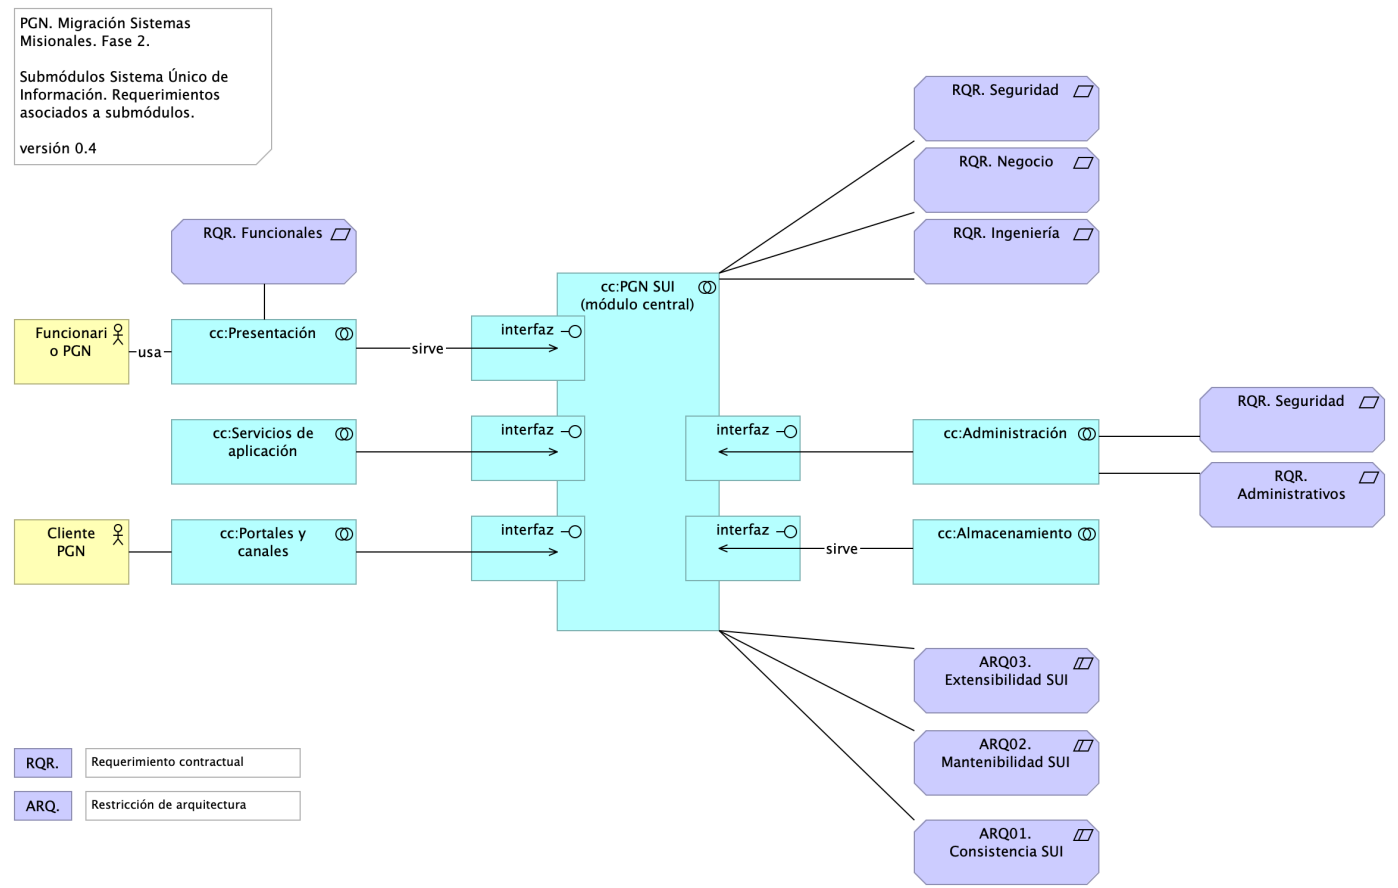 PGN. Migración Sistemas
Misionales. Fase 2.
Submódulos Sistema Único de
Información. Requerimientos
asociados a submódulos.
versión 0.4
RQR. Seguridad
RQR. Negocio
RQR. Ingeniería
RQR. Funcionales
cc:PGN SUI
(módulo central)
Funcionari
o PGN
usa
cc:Presentación
sirve
interfaz
cc:Servicios de
aplicación
interfaz
interfaz
cc:Administración
RQR. Seguridad
RQR.
Administrativos
Cliente
PGN
cc:Portales y
canales
interfaz
interfaz
sirve
cc:Almacenamiento
ARQ03.
Extensibilidad SUI
ARQ02.
Mantenibilidad SUI
ARQ01.
Consistencia SUI
RQR.
Requerimiento contractual
ARQ.
Restricción de arquitectura